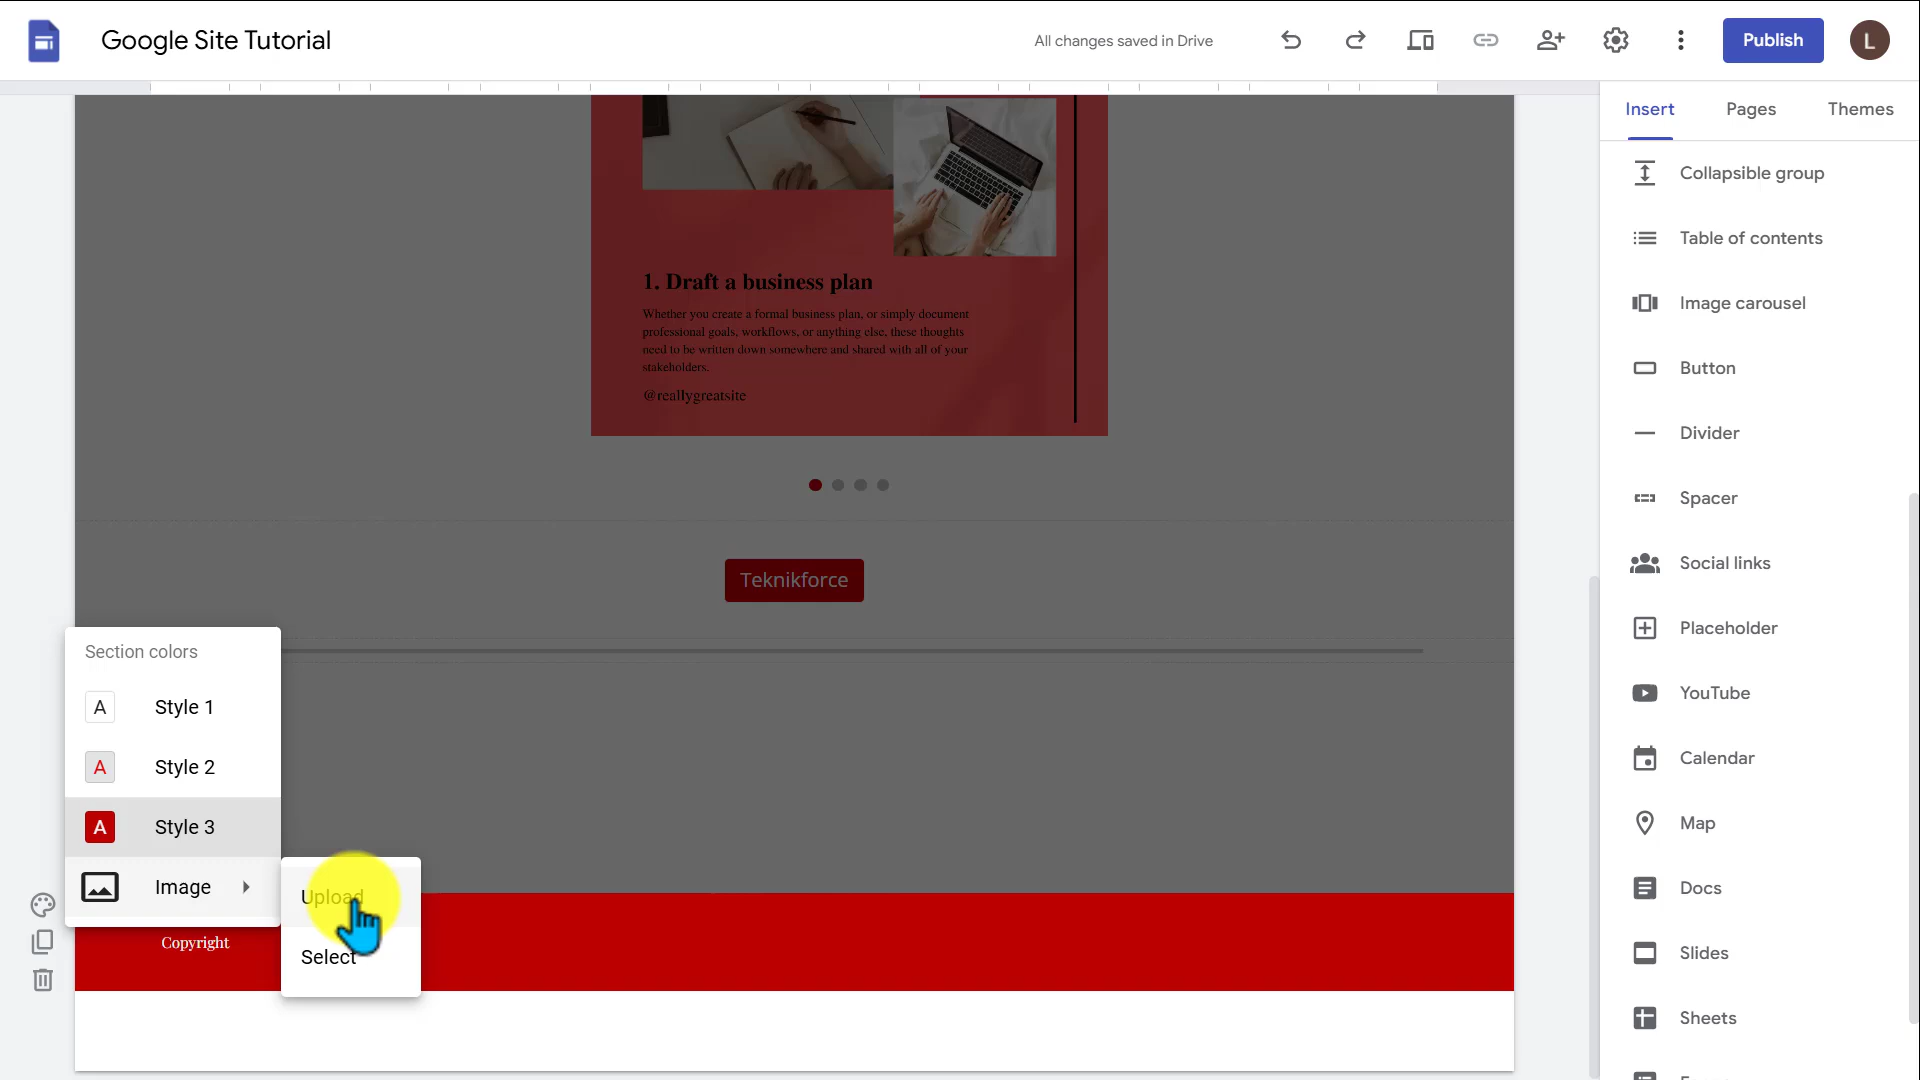 Google Site Tutorial
All changes saved in Drive
Publish
L
Insert
Pages
Themes
Collapsible group
Table of contents
Image carousel
Button
Divider
Spacer
Social links
Placeholder
YouTube
Calendar
Map
Docs
Slides
Sheets
1. Draft a business plan
Whether you create a formal business plan, or simply document
professional goals, workflows, or anything else, these thoughts
need to be written down somewhere and shared with all of your
stakeholders.
@reallygreatsite
Teknikforce
Section colors
A Style 1
A Style 2
A Style 3
Image
Upload
Select
Copyright